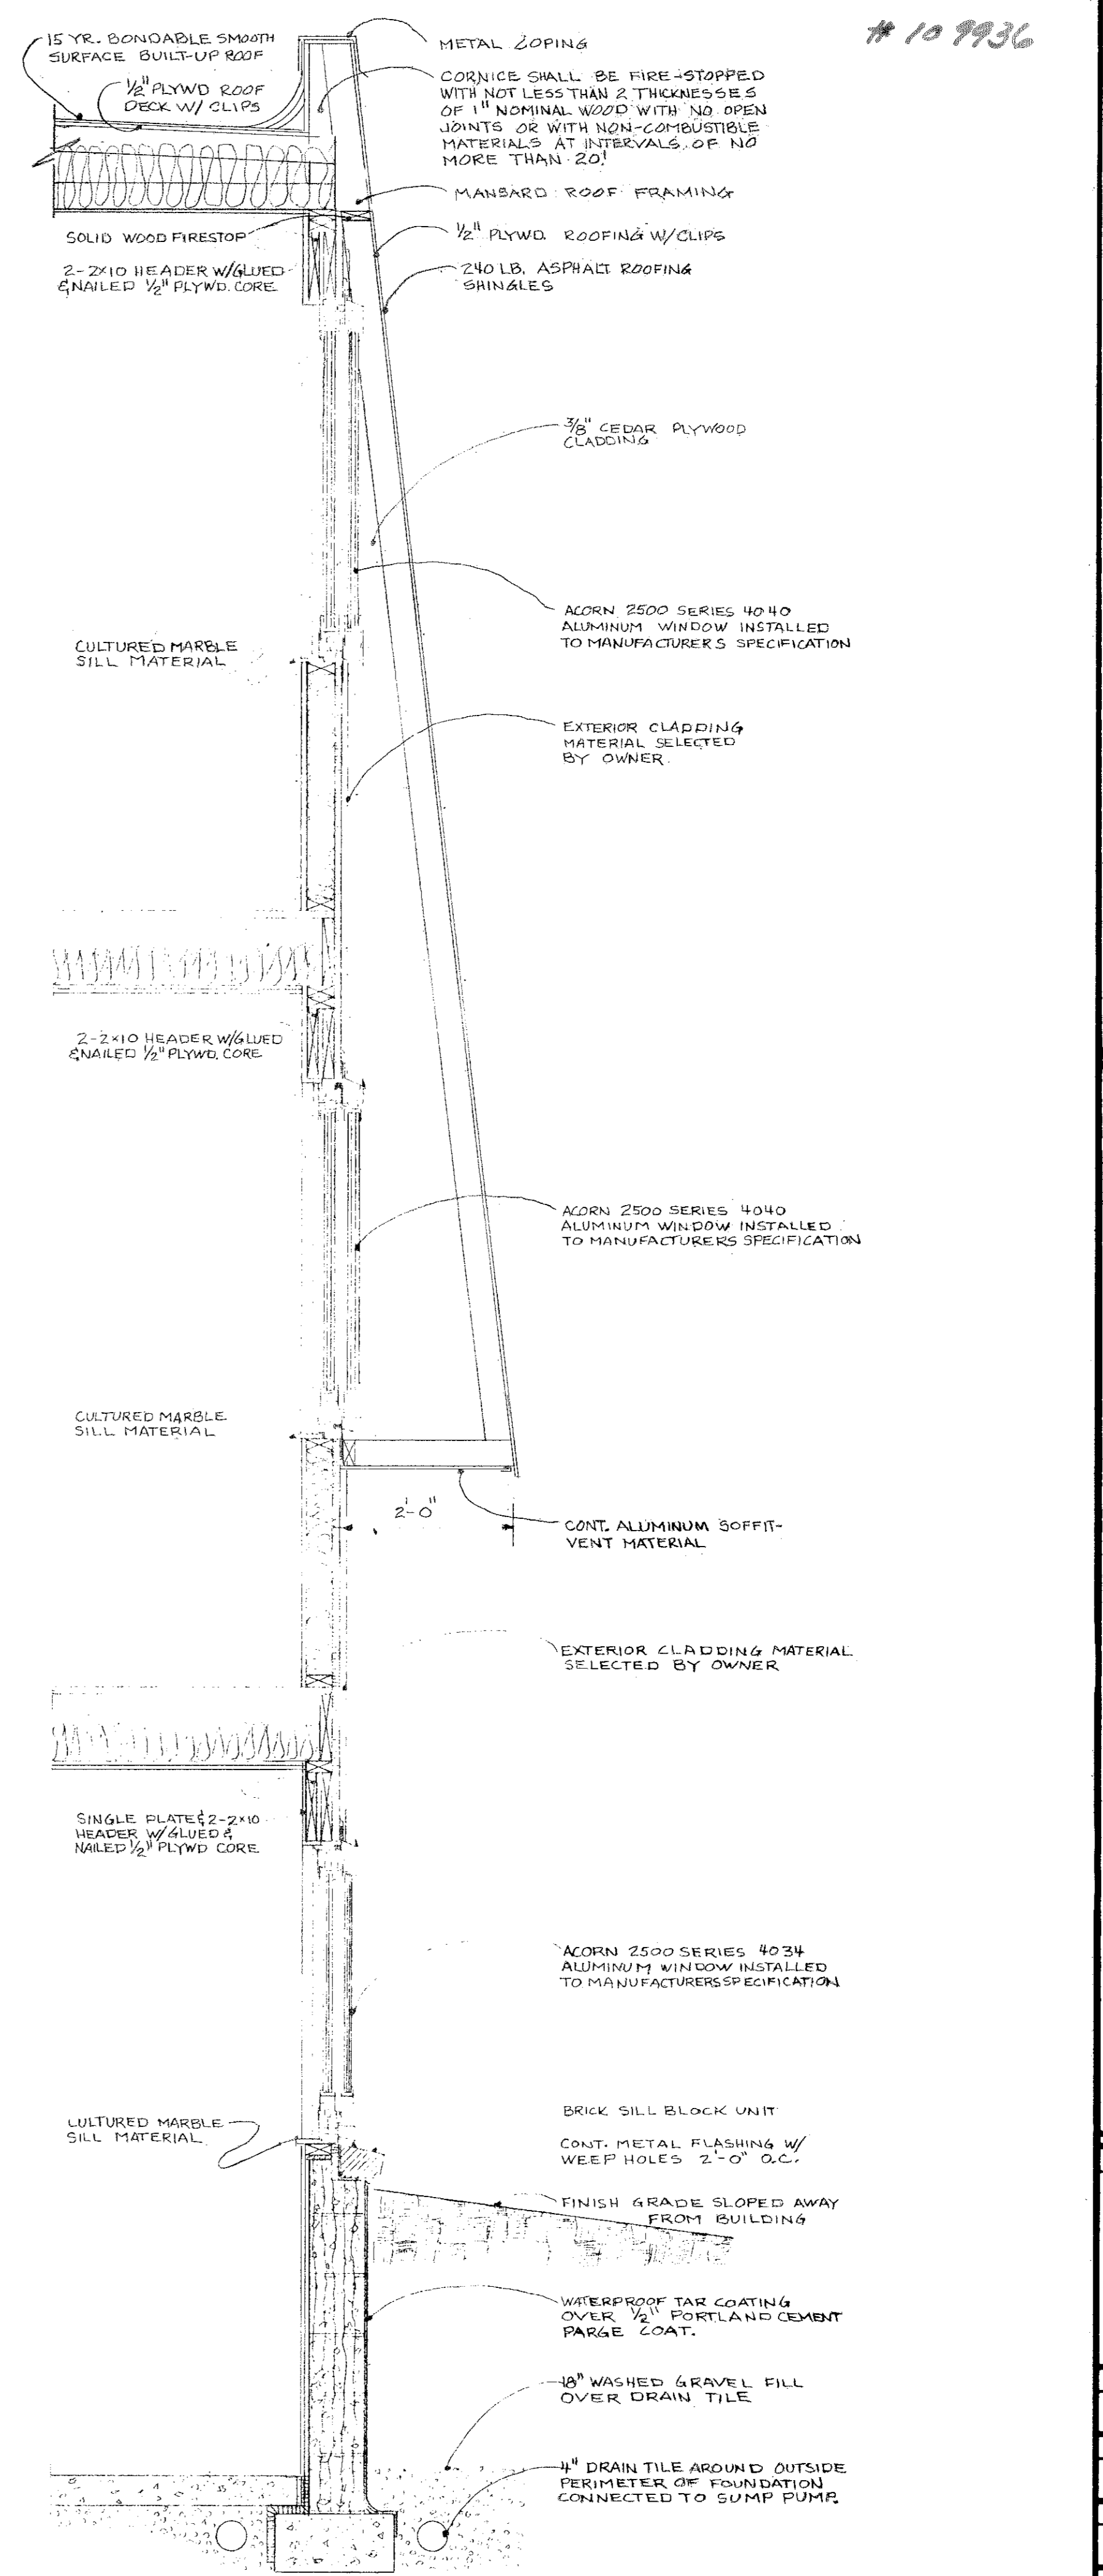 # 109936
15 YR. BONDABLE SMOOTH
SURFACE BUILT-UP ROOF
1/2" PLYWD ROOF
DECK W/ CLIPS
METAL COPING
CORNICE SHALL BE FIRE-STOPPED
WITH NOT LESS THAN 2 THICKNESSES
OF 1" NOMINAL WOOD WITH NO OPEN
JOINTS OR WITH NON-COMBUSTIBLE
MATERIALS AT INTERVALS OF NO
MORE THAN 20'
MANSARD ROOF FRAMING
SOLID WOOD FIRESTOP
1/2" PLYWD. ROOFING W/CLIPS
2-2x10 HEADER W/GLUED
& NAILED 1/2" PLYWD. CORE
240 LB. ASPHALT ROOFING
SHINGLES
3/8" CEDAR PLYWOOD
CLADDING
ACORN 2500 SERIES 4040
ALUMINUM WINDOW INSTALLED
TO MANUFACTURERS SPECIFICATION
CULTURED MARBLE
SILL MATERIAL
EXTERIOR CLADDING
MATERIAL SELECTED
BY OWNER.
2-2x10 HEADER W/GLUED
& NAILED 1/2" PLYWD. CORE
ACORN 2500 SERIES 4040
ALUMINUM WINDOW INSTALLED
TO MANUFACTURERS SPECIFICATION
CULTURED MARBLE
SILL MATERIAL
2'-0"
CONT. ALUMINUM SOFFIT-
VENT MATERIAL
EXTERIOR CLADDING MATERIAL
SELECTED BY OWNER
SINGLE PLATE & 2-2x10
HEADER W/GLUED &
NAILED 1/2" PLYWD CORE
ACORN 2500 SERIES 4034
ALUMINUM WINDOW INSTALLED
TO MANUFACTURERS SPECIFICATION
CULTURED MARBLE
SILL MATERIAL
BRICK SILL BLOCK UNIT
CONT. METAL FLASHING W/
WEEP HOLES 2'-0" O.C.
FINISH GRADE SLOPED AWAY
FROM BUILDING
WATERPROOF TAR COATING
OVER 1/2" PORTLAND CEMENT
PARGE COAT.
18" WASHED GRAVEL FILL
OVER DRAIN TILE
4" DRAIN TILE AROUND OUTSIDE
PERIMETER OF FOUNDATION
CONNECTED TO SUMP PUMP.